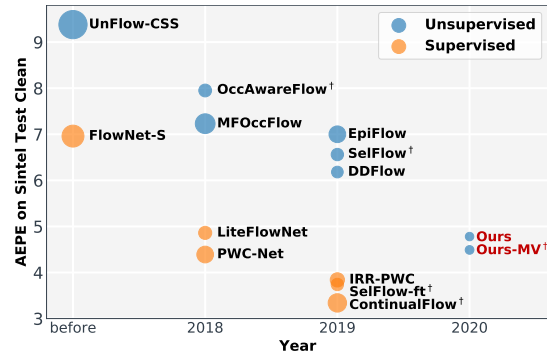 Unsupervised
Supervised
UnFlow-CSS
FlowNet-S
OccAwareFlow†
MFOccFlow
EpiFlow
SelFlow†
DDFlow
LiteFlowNet
PWC-Net
Ours
Ours-MV†
IRR-PWC
SelFlow-ft†
ContinualFlow†
AEPE on Sintel Test Clean
9
8
7
6
5
4
3
before 2018 2019 2020
Year